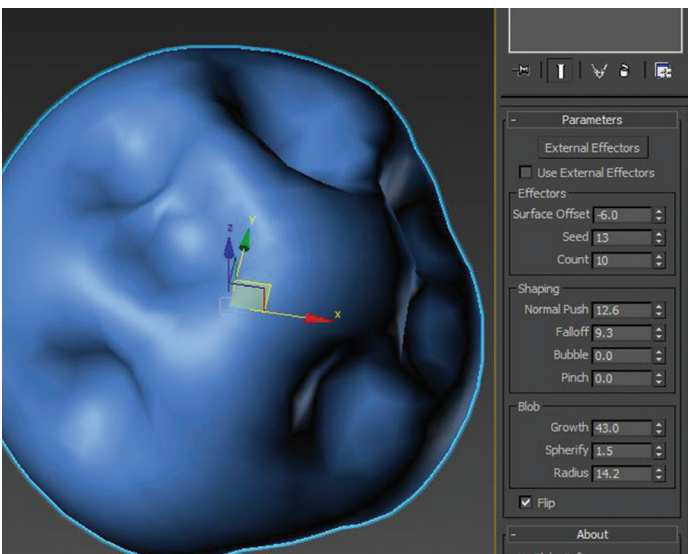 - Parameters
External Effectors
Use External Effectors
Effectors
Surface Offset -6.0
Seed 13
Count 10
Shaping
Normal Push 12.6
Falloff 9.3
Bubble 0.0
Pinch 0.0
Blob
Growth 43.0
Spherify 1.5
Radius 14.2
Flip
- About
z
y
x